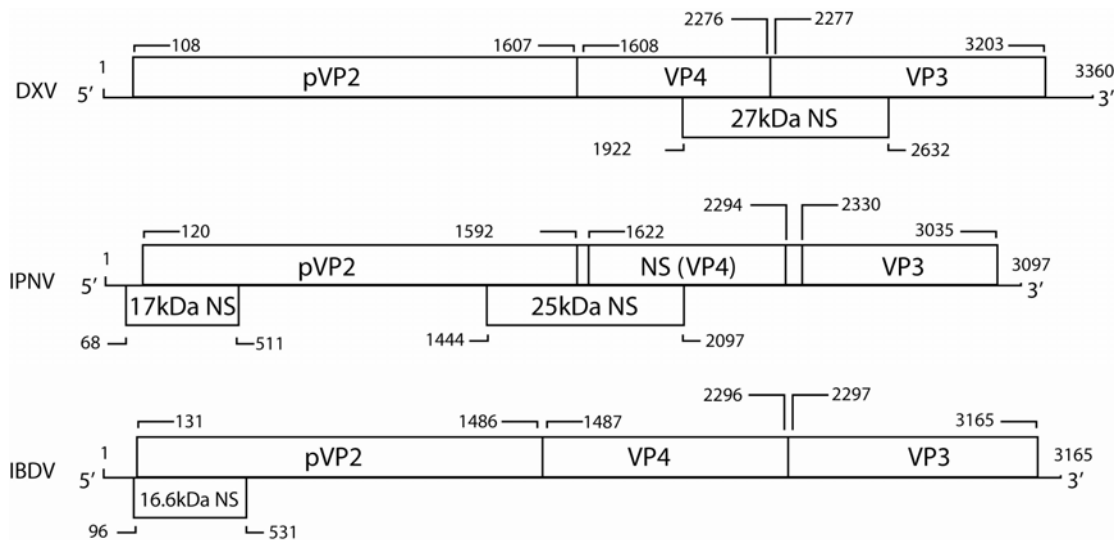 2276 2277
108 1607 1608 3203
1 3360
DXV 5’ pVP2 VP4 VP3 3’
27kDa NS
1922 2632
2294 2330
120 1592 1622 3035
1 3097
IPNV 5’ pVP2 NS (VP4) VP3 3’
17kDa NS 25kDa NS
68 511 1444 2097
2296 2297
131 1486 1487 3165
1 3165
IBDV 5’ pVP2 VP4 VP3 3’
16.6kDa NS
96 531